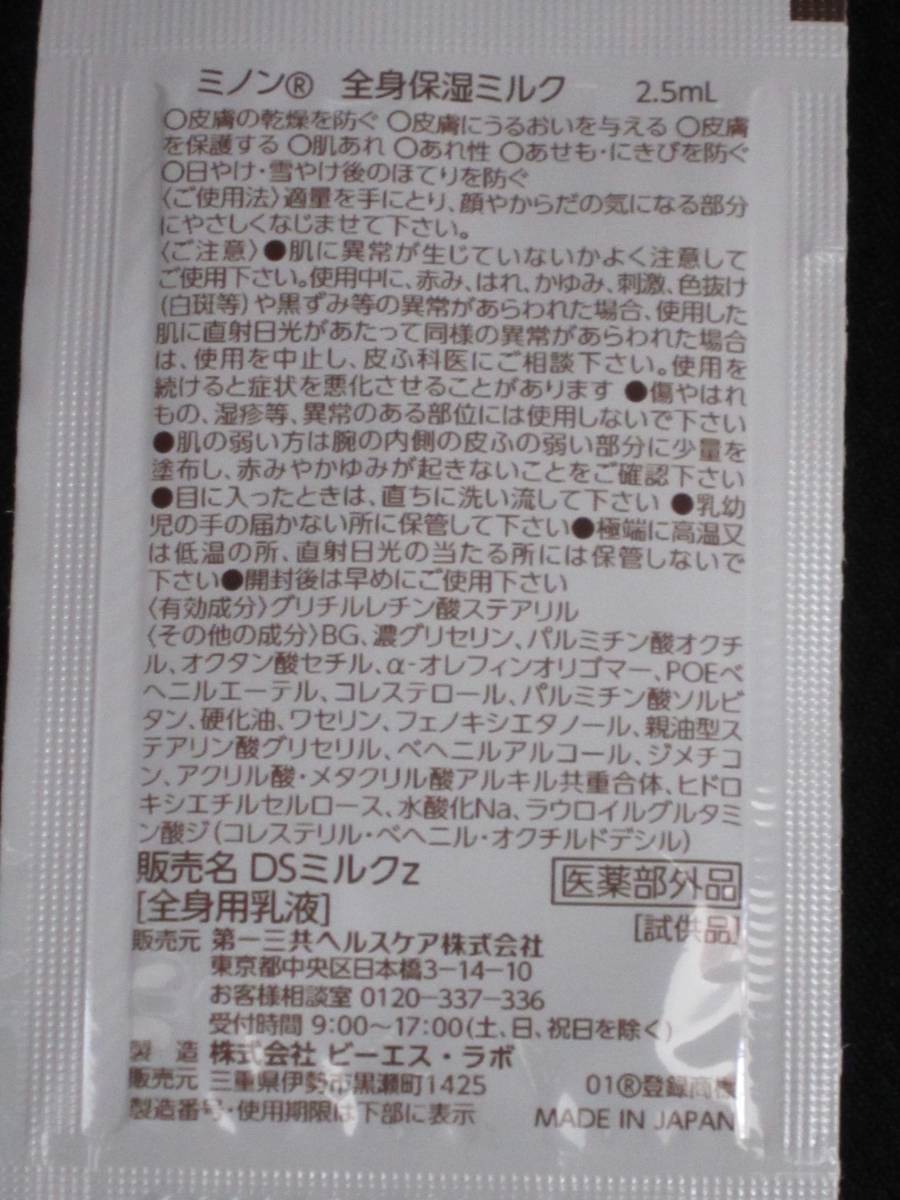 ミノン® 全身保湿ミルク 2.5mL
○皮膚の乾燥を防ぐ ○皮膚にうるおいを与える ○皮膚
を保護する ○肌あれ ○あれ性 ○あせも・にきびを防ぐ
○日やけ・雪やけ後のほてりを防ぐ
〈ご使用法〉適量を手にとり、顔やからだの気になる部分
にやさしくなじませて下さい。
〈ご注意〉●肌に異常が生じていないかよく注意して
ご使用下さい。使用中に、赤み、はれ、かゆみ、刺激、色抜け
(白斑等)や黒ずみ等の異常があらわれた場合、使用した
肌に直射日光があたって同様の異常があらわれた場合
は、使用を中止し、皮ふ科医にご相談下さい。使用を
続けると症状を悪化させることがあります ●傷やはれ
もの、湿疹等、異常のある部位には使用しないで下さい
●肌の弱い方は腕の内側の皮ふの弱い部分に少量を
塗布し、赤みやかゆみが起きないことをご確認下さい
●目に入ったときは、直ちに洗い流して下さい ●乳幼
児の手の届かない所に保管して下さい●極端に高温又
は低温の所、直射日光の当たる所には保管しないで
下さい●開封後は早めにご使用下さい
〈有効成分〉グリチルレチン酸ステアリル
〈その他の成分〉BG、濃グリセリン、パルミチン酸オクチ
ル、オクタン酸セチル、α-オレフィンオリゴマー、POEベ
ヘニルエーテル、コレステロール、パルミチン酸ソルビ
タン、硬化油、ワセリン、フェノキシエタノール、親油型ス
テアリン酸グリセリル、ベヘニルアルコール、ジメチコ
ン、アクリル酸・メタクリル酸アルキル共重合体、ヒドロ
キシエチルセルロース、水酸化Na、ラウロイルグルタミ
ン酸ジ(コレステリル・ベヘニル・オクチルドデシル)
販売名 DSミルクz 医薬部外品
[全身用乳液] [試供品]
販売元 第一三共ヘルスケア株式会社
東京都中央区日本橋3-14-10
お客様相談室 0120-337-336
受付時間 9:00〜17:00(土、日、祝日を除く)
製 造 株式会社 ビーエス・ラボ
販売元 三重県伊勢市黒瀬町1425 01®登録商標
製造番号・使用期限は下部に表示 MADE IN JAPAN